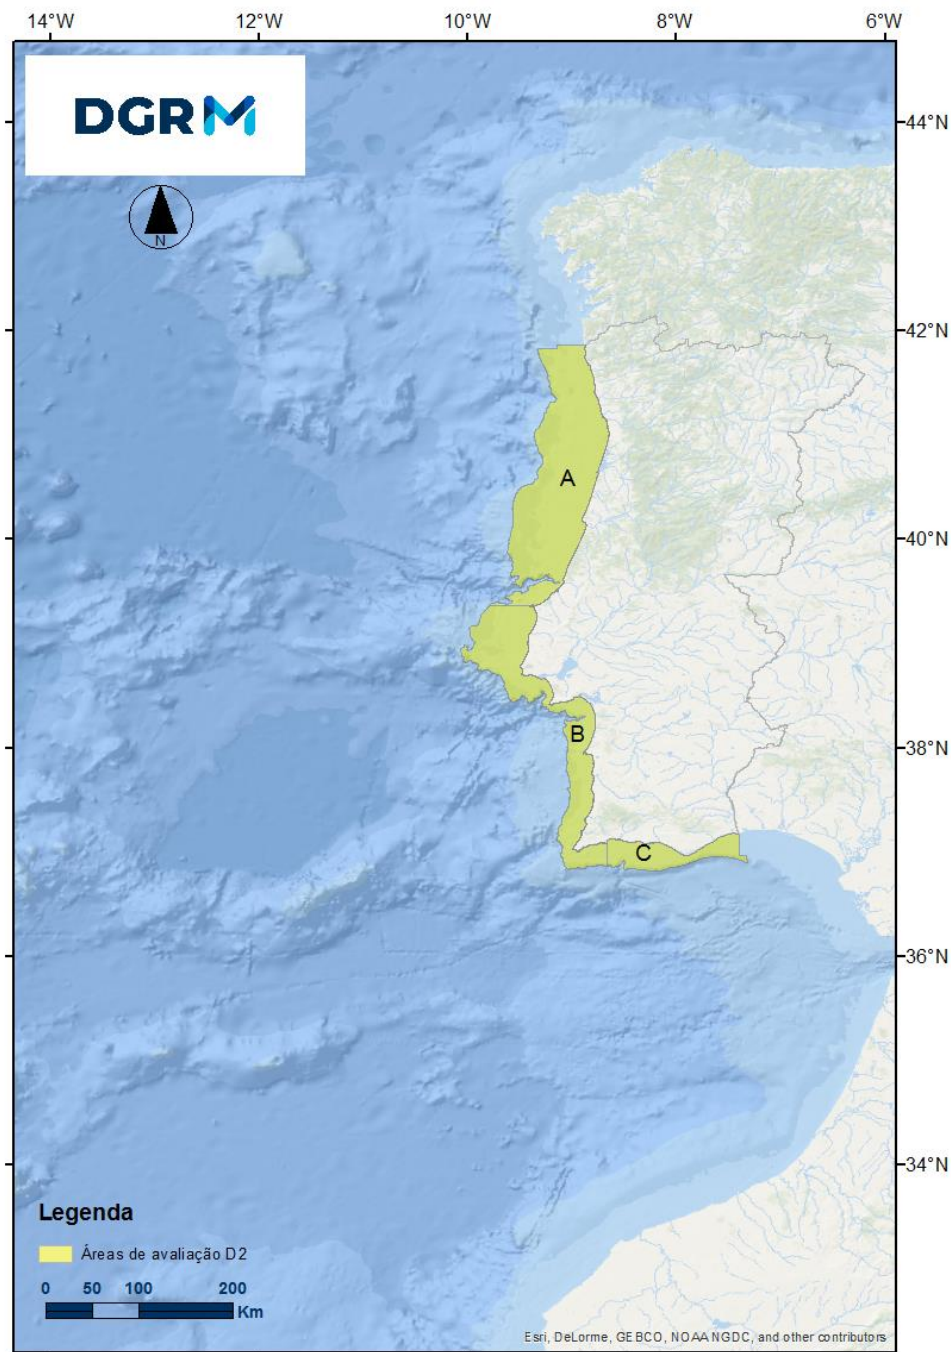 14°W 12°W 10°W 8°W 6°W
DGRM
44°N
N
42°N
A
40°N
B
38°N
C
36°N
34°N
Legenda
Áreas de avaliação D2
0 50 100 200
Km
Esri, DeLorme, GEBCO, NOAA NGDC, and other contributors